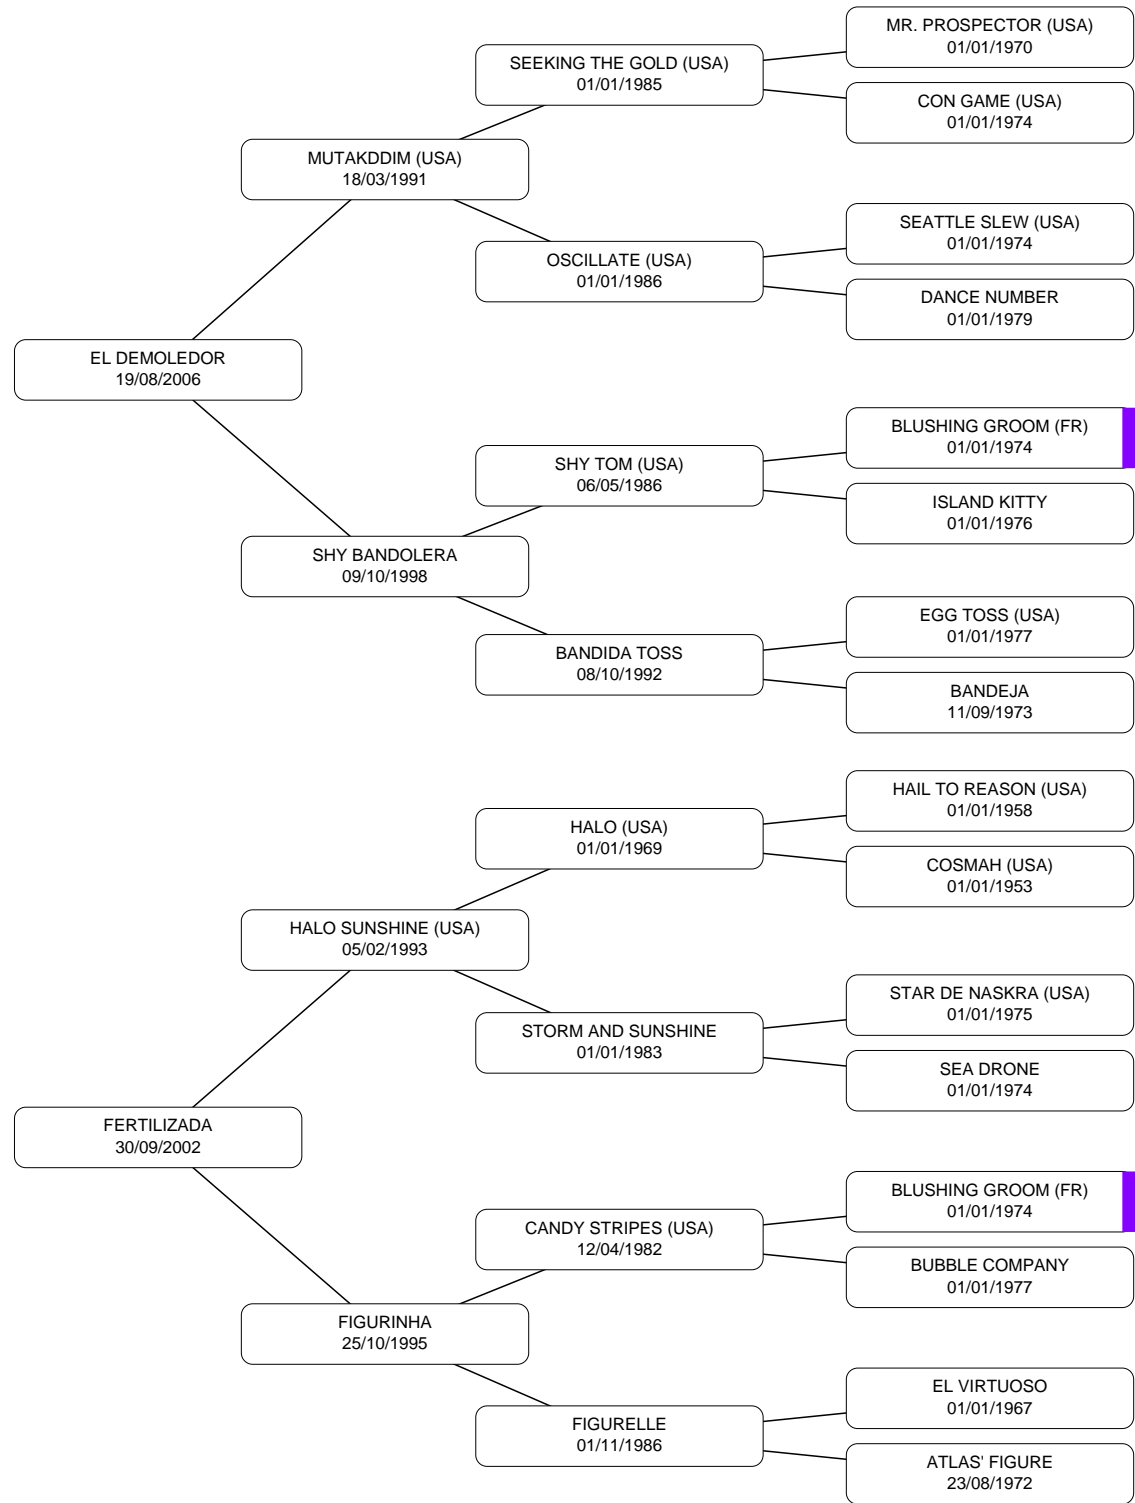 MR. PROSPECTOR (USA)
01/01/1970
SEEKING THE GOLD (USA)
01/01/1985
CON GAME (USA)
01/01/1974
MUTAKDDIM (USA)
18/03/1991
SEATTLE SLEW (USA)
01/01/1974
OSCILLATE (USA)
01/01/1986
DANCE NUMBER
01/01/1979
EL DEMOLEDOR
19/08/2006
BLUSHING GROOM (FR)
01/01/1974
SHY TOM (USA)
06/05/1986
ISLAND KITTY
01/01/1976
SHY BANDOLERA
09/10/1998
EGG TOSS (USA)
01/01/1977
BANDIDA TOSS
08/10/1992
BANDEJA
11/09/1973
HAIL TO REASON (USA)
01/01/1958
HALO (USA)
01/01/1969
COSMAH (USA)
01/01/1953
HALO SUNSHINE (USA)
05/02/1993
STAR DE NASKRA (USA)
01/01/1975
STORM AND SUNSHINE
01/01/1983
SEA DRONE
01/01/1974
FERTILIZADA
30/09/2002
BLUSHING GROOM (FR)
01/01/1974
CANDY STRIPES (USA)
12/04/1982
BUBBLE COMPANY
01/01/1977
FIGURINHA
25/10/1995
EL VIRTUOSO
01/01/1967
FIGURELLE
01/11/1986
ATLAS' FIGURE
23/08/1972